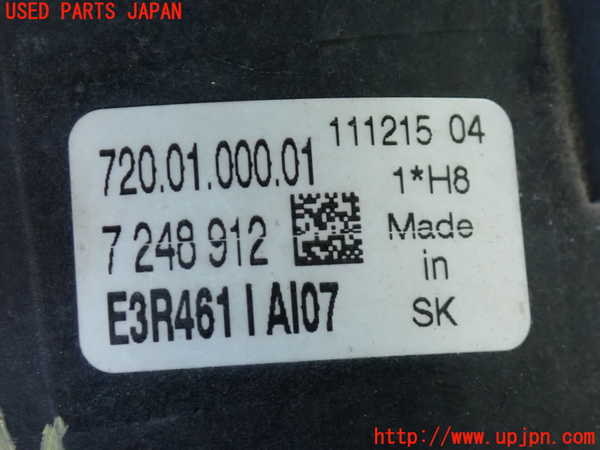 USED PARTS JAPAN
720.01.000.01
111215 04
1*H8
7 248 912
Made
in
E3R461 I AI07
SK
http://www.upjpn.com/